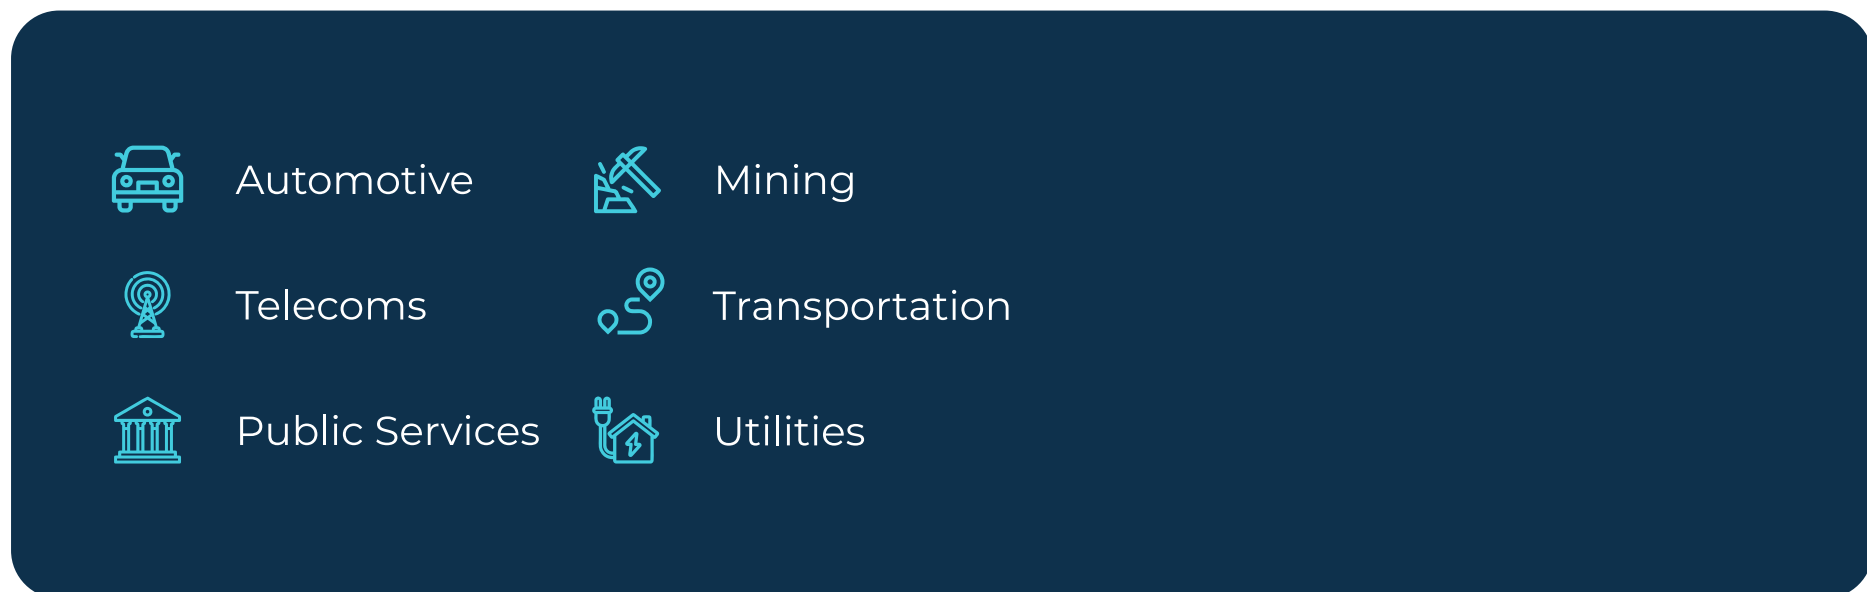 Automotive
Telecoms
Public Services
Mining
Transportation
Utilities